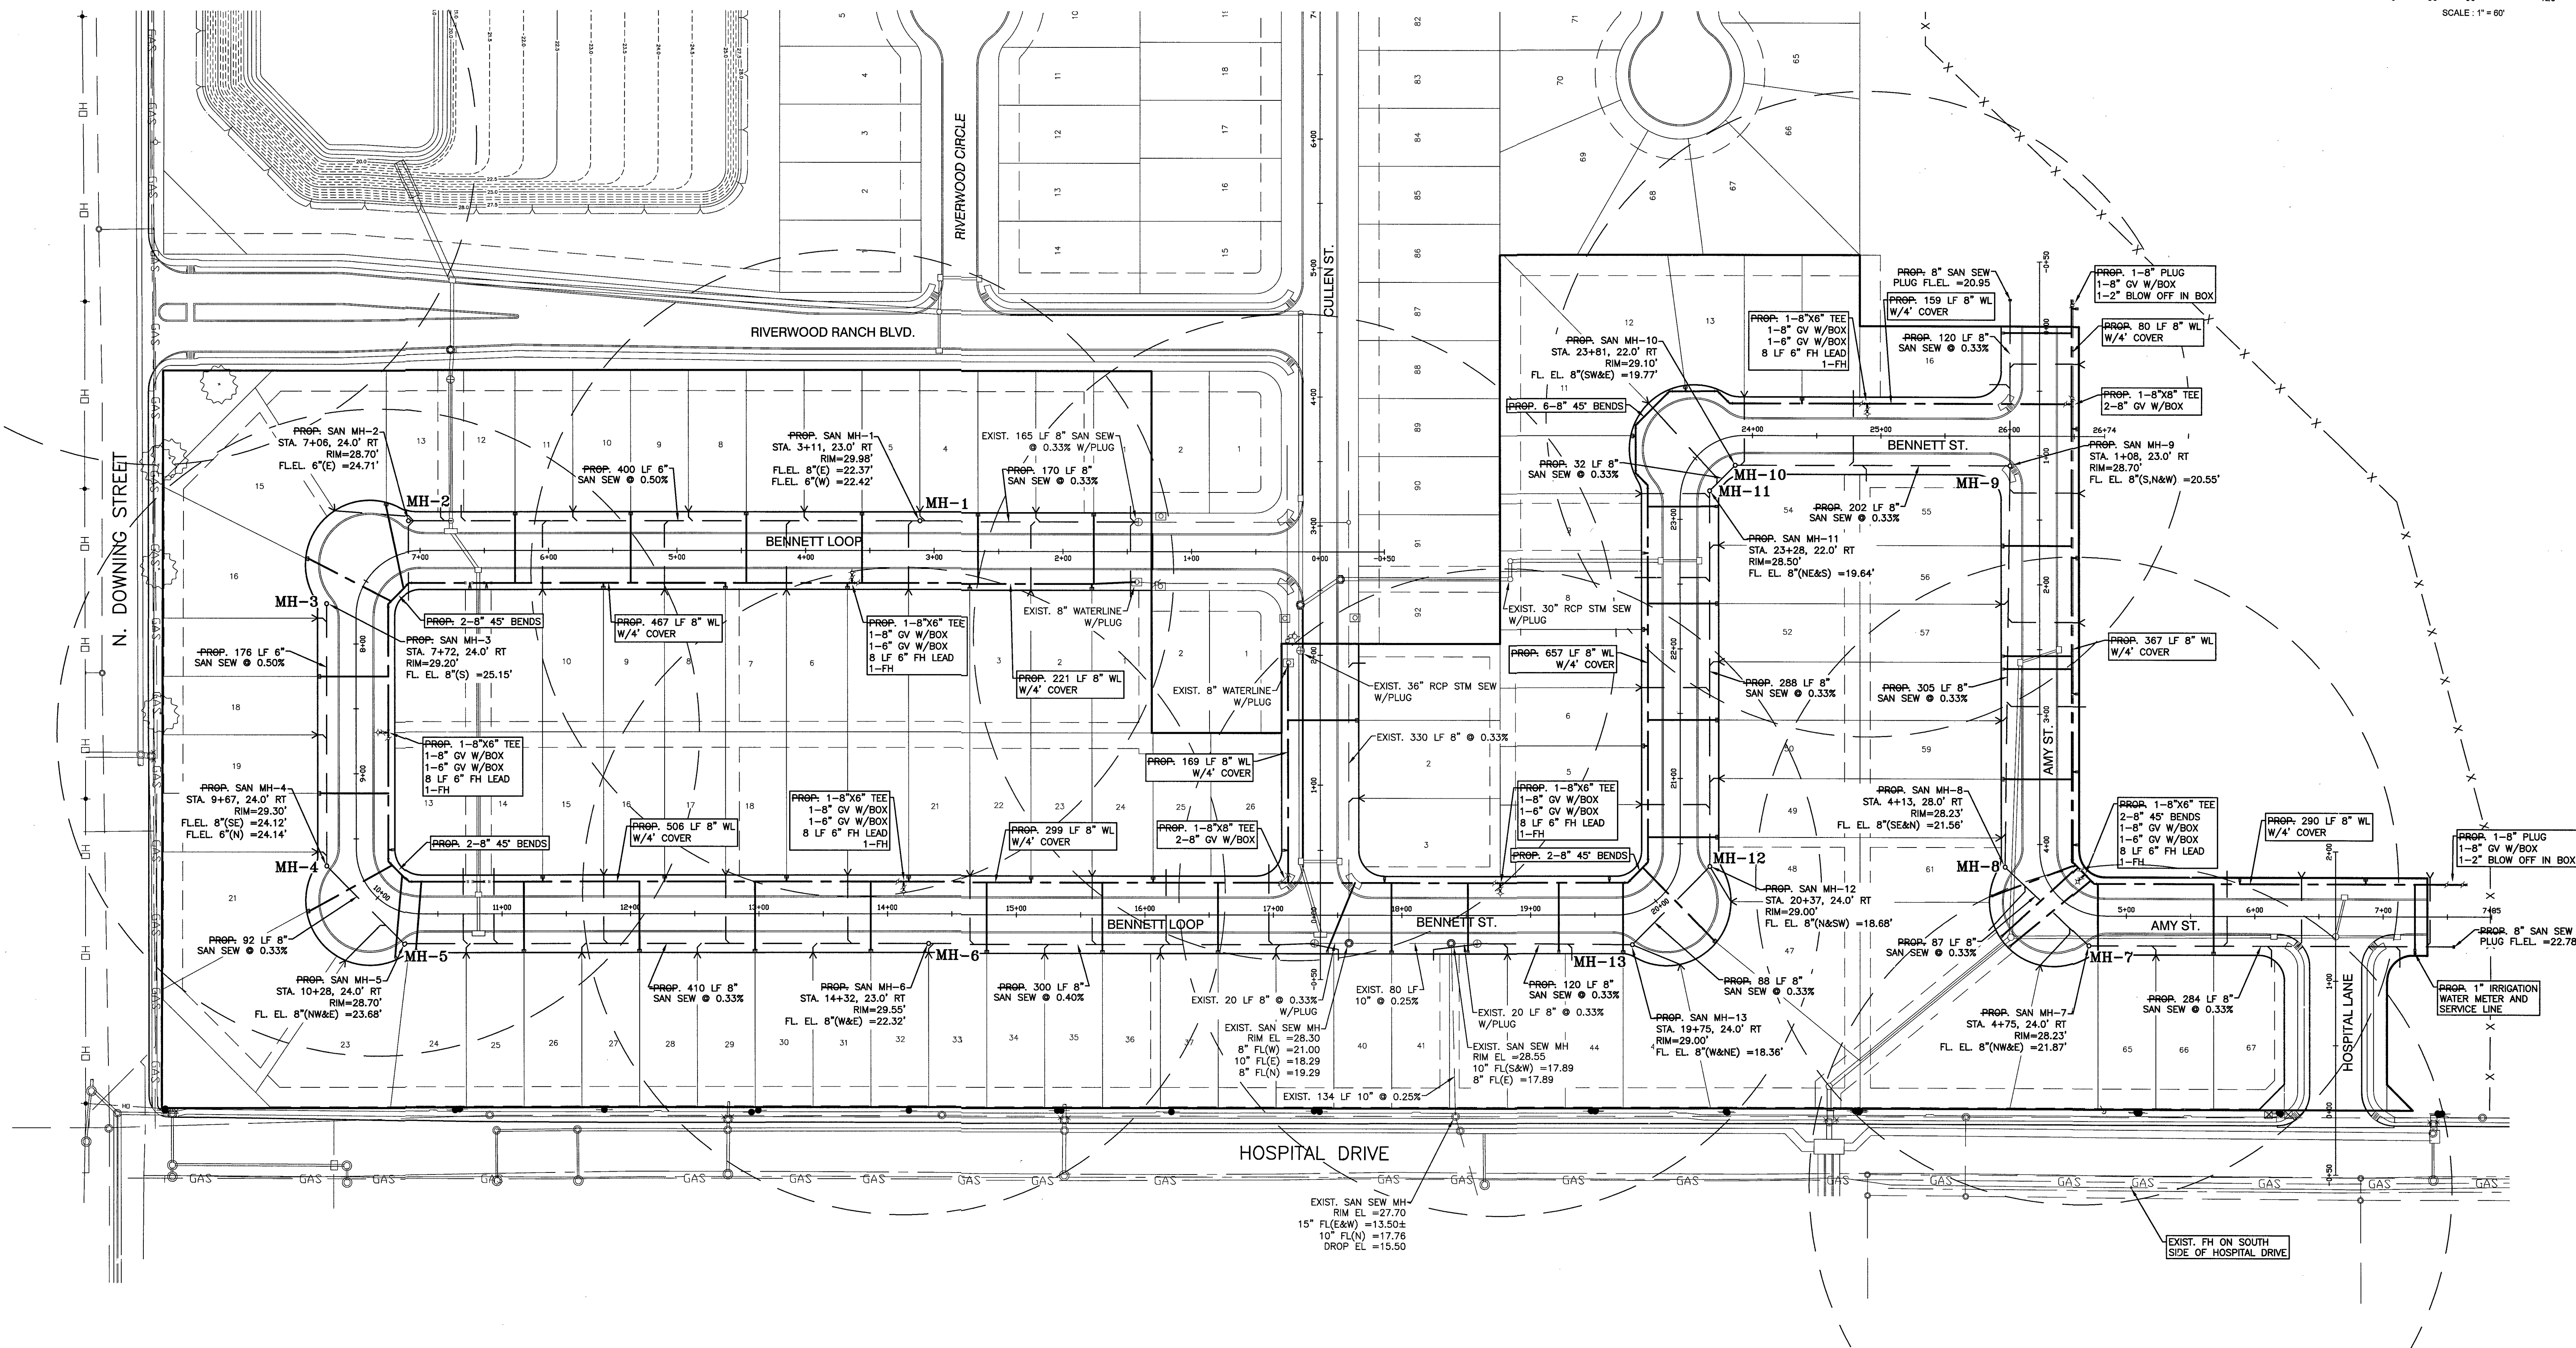 SCALE : 1" = 60'
N. DOWNING STREET
RIVERWOOD RANCH BLVD.
RIVERWOOD CIRCLE
CULLEN ST.
BENNETT LOOP
BENNETT LOOP
BENNETT ST.
BENNETT ST.
AMY ST.
AMY ST.
HOSPITAL LANE
HOSPITAL DRIVE
PROP. SAN MH-2
STA. 7+06, 24.0' RT
RIM=28.70'
FL.EL. 6"(E) =24.71'
MH-2
PROP. 400 LF 6"
SAN SEW @ 0.50%
PROP. SAN MH-1
STA. 3+11, 23.0' RT
RIM=29.98'
FL.EL. 8"(E) =22.37'
FL.EL. 6"(W) =22.42'
MH-1
EXIST. 165 LF 8" SAN SEW
@ 0.33% W/PLUG
PROP. 170 LF 8"
SAN SEW @ 0.33%
MH-3
PROP. 2-8" 45° BENDS
PROP. SAN MH-3
STA. 7+72, 24.0' RT
RIM=29.20'
FL. EL. 8"(S) =25.15'
PROP. 176 LF 6"
SAN SEW @ 0.50%
PROP. 467 LF 8" WL
W/4' COVER
PROP. 1-8"X6" TEE
1-8" GV W/BOX
1-6" GV W/BOX
8 LF 6" FH LEAD
1-FH
EXIST. 8" WATERLINE
W/PLUG
PROP. 221 LF 8" WL
W/4' COVER
EXIST. 8" WATERLINE
W/PLUG
EXIST. 36" RCP STM SEW
W/PLUG
EXIST. 30" RCP STM SEW
W/PLUG
EXIST. 330 LF 8" @ 0.33%
PROP. 169 LF 8" WL
W/4' COVER
PROP. 1-8"X6" TEE
1-8" GV W/BOX
1-6" GV W/BOX
8 LF 6" FH LEAD
1-FH
PROP. SAN MH-4
STA. 9+67, 24.0' RT
RIM=29.30'
FL.EL. 8"(SE) =24.12'
FL.EL. 6"(N) =24.14'
MH-4
PROP. 2-8" 45° BENDS
PROP. 506 LF 8" WL
W/4' COVER
PROP. 1-8"X6" TEE
1-8" GV W/BOX
1-6" GV W/BOX
8 LF 6" FH LEAD
1-FH
PROP. 299 LF 8" WL
W/4' COVER
PROP. 1-8"X8" TEE
2-8" GV W/BOX
PROP. 1-8"X6" TEE
1-8" GV W/BOX
1-6" GV W/BOX
8 LF 6" FH LEAD
1-FH
PROP. 2-8" 45° BENDS
PROP. 92 LF 8"
SAN SEW @ 0.33%
MH-5
PROP. SAN MH-5
STA. 10+28, 24.0' RT
RIM=28.70'
FL. EL. 8"(NW&E) =23.68'
PROP. 410 LF 8"
SAN SEW @ 0.33%
MH-6
PROP. SAN MH-6
STA. 14+32, 23.0' RT
RIM=29.55'
FL. EL. 8"(W&E) =22.32'
PROP. 300 LF 8"
SAN SEW @ 0.40%
EXIST. 20 LF 8" @ 0.33%
W/PLUG
EXIST. SAN SEW MH
RIM EL =28.30
8" FL(W) =21.00
10" FL(E) =18.29
8" FL(N) =19.29
EXIST. 80 LF
10" @ 0.25%
EXIST. 134 LF 10" @ 0.25%
EXIST. 20 LF 8" @ 0.33%
W/PLUG
EXIST. SAN SEW MH
RIM EL =28.55
10" FL(S&W) =17.89
8" FL(E) =17.89
PROP. 120 LF 8"
SAN SEW @ 0.33%
MH-13
PROP. SAN MH-13
STA. 19+75, 24.0' RT
RIM=29.00'
FL. EL. 8"(W&NE) =18.36'
PROP. 88 LF 8"
SAN SEW @ 0.33%
MH-12
PROP. SAN MH-12
STA. 20+37, 24.0' RT
RIM=29.00'
FL. EL. 8"(N&SW) =18.68'
PROP. SAN MH-10
STA. 23+81, 22.0' RT
RIM=29.10'
FL. EL. 8"(SW&E) =19.77'
PROP. 6-8" 45° BENDS
PROP. 32 LF 8"
SAN SEW @ 0.33%
MH-10
MH-11
PROP. SAN MH-11
STA. 23+28, 22.0' RT
RIM=28.50'
FL. EL. 8"(NE&S) =19.64'
PROP. 202 LF 8"
SAN SEW @ 0.33%
PROP. 657 LF 8" WL
W/4' COVER
PROP. 288 LF 8"
SAN SEW @ 0.33%
PROP. 305 LF 8"
SAN SEW @ 0.33%
PROP. 1-8"X6" TEE
1-8" GV W/BOX
1-6" GV W/BOX
8 LF 6" FH LEAD
1-FH
PROP. 8" SAN SEW
PLUG FL.EL. =20.95
PROP. 159 LF 8" WL
W/4' COVER
PROP. 120 LF 8"
SAN SEW @ 0.33%
PROP. 1-8" PLUG
1-8" GV W/BOX
1-2" BLOW OFF IN BOX
PROP. 80 LF 8" WL
W/4' COVER
PROP. 1-8"X8" TEE
2-8" GV W/BOX
MH-9
PROP. SAN MH-9
STA. 1+08, 23.0' RT
RIM=28.70'
FL. EL. 8"(S,N&W) =20.55'
PROP. 367 LF 8" WL
W/4' COVER
PROP. SAN MH-8
STA. 4+13, 28.0' RT
RIM=28.23'
FL. EL. 8"(SE&N) =21.56'
MH-8
PROP. 1-8"X6" TEE
2-8" 45° BENDS
1-8" GV W/BOX
1-6" GV W/BOX
8 LF 6" FH LEAD
1-FH
PROP. 290 LF 8" WL
W/4' COVER
PROP. 1-8" PLUG
1-8" GV W/BOX
1-2" BLOW OFF IN BOX
PROP. 87 LF 8"
SAN SEW @ 0.33%
MH-7
PROP. SAN MH-7
STA. 4+75, 24.0' RT
RIM=28.23'
FL. EL. 8"(NW&E) =21.87'
PROP. 284 LF 8"
SAN SEW @ 0.33%
PROP. 8" SAN SEW
PLUG FL.EL. =22.78
PROP. 1" IRRIGATION
WATER METER AND
SERVICE LINE
EXIST. SAN SEW MH
RIM EL =27.70
15" FL(E&W) =13.50±
10" FL(N) =17.76
DROP EL =15.50
EXIST. FH ON SOUTH
SIDE OF HOSPITAL DRIVE